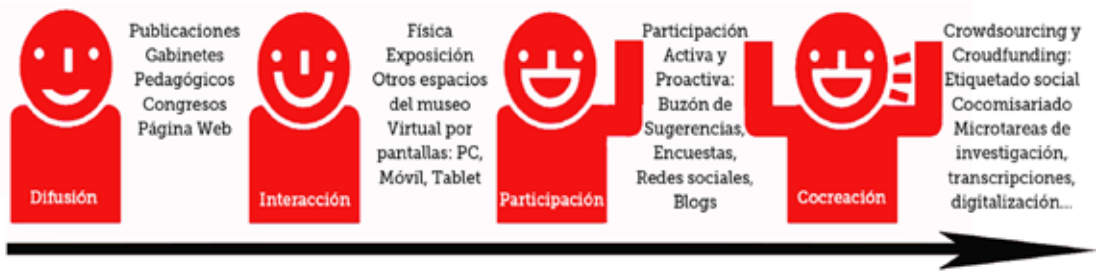 Difusión
Publicaciones
Gabinetes
Pedagógicos
Congresos
Página Web
Interacción
Física
Exposición
Otros espacios
del museo
Virtual por
pantallas: PC,
Móvil, Tablet
Participación
Participación
Activa y
Proactiva:
Buzón de
Sugerencias,
Encuestas,
Redes sociales,
Blogs
Cocreación
Crowdsourcing y
Croudfunding:
Etiquetado social
Cocomisariado
Microtareas de
investigación,
transcripciones,
digitalización...